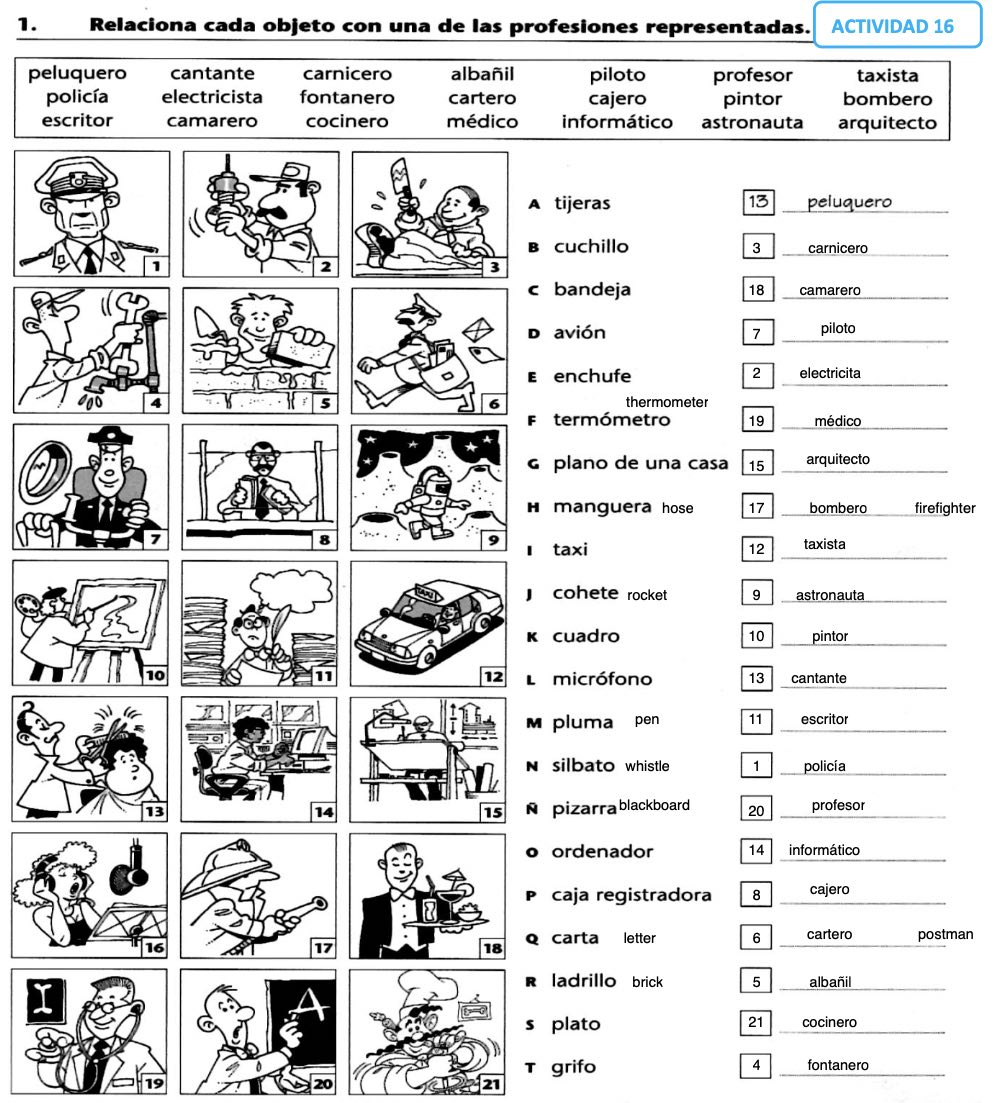 1. Relaciona cada objeto con una de las profesiones representadas.
ACTIVIDAD 16
peluquero cantante carnicero albañil piloto profesor taxista
policía electricista fontanero cartero cajero pintor bombero
escritor camarero cocinero médico informático astronauta arquitecto
1
2
3
4
5
6
7
8
9
10
11
TAXI
12
13
14
15
16
17
18
I
19
A
20
21
A tijeras 13 peluquero
B cuchillo 3 carnicero
C bandeja 18 camarero
D avión 7 piloto
E enchufe 2 electricita
thermometer
F termómetro 19 médico
G plano de una casa 15 arquitecto
H manguera hose 17 bombero firefighter
I taxi 12 taxista
J cohete rocket 9 astronauta
K cuadro 10 pintor
L micrófono 13 cantante
M pluma pen 11 escritor
N silbato whistle 1 policía
Ñ pizarra blackboard 20 profesor
O ordenador 14 informático
P caja registradora 8 cajero
Q carta letter 6 cartero postman
R ladrillo brick 5 albañil
S plato 21 cocinero
T grifo 4 fontanero